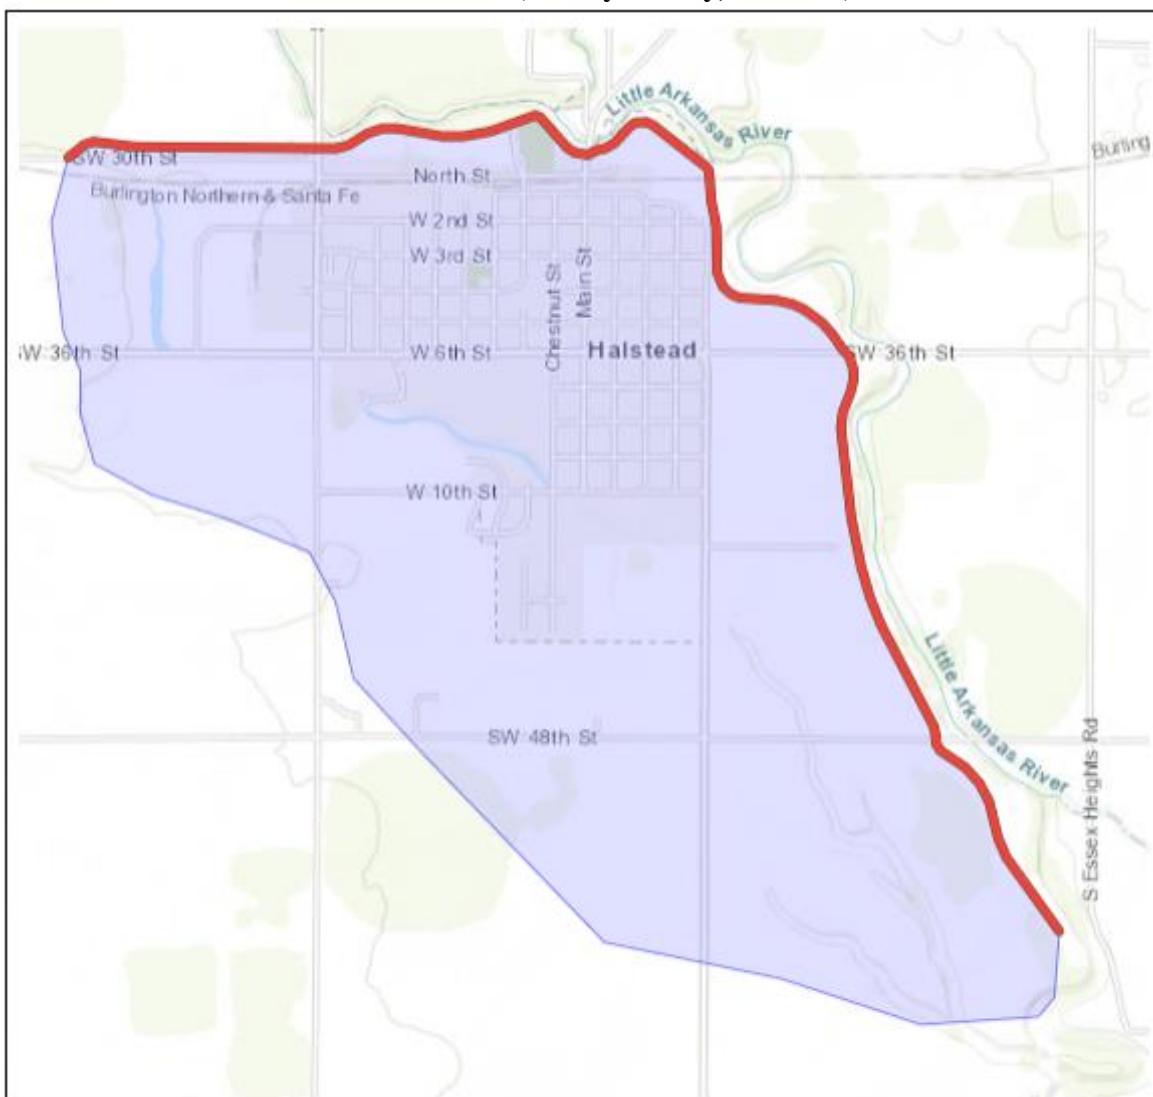 Little Arkansas River
SW 30th St
Burling
North St
Burlington Northern & Santa Fe
W 2nd St
W 3rd St
Chestnut St
Main St
SW 36th St
W 6th St
Halstead
SW 36th St
W 10th St
Little Arkansas River
SW 48th St
S Essex Heights Rd